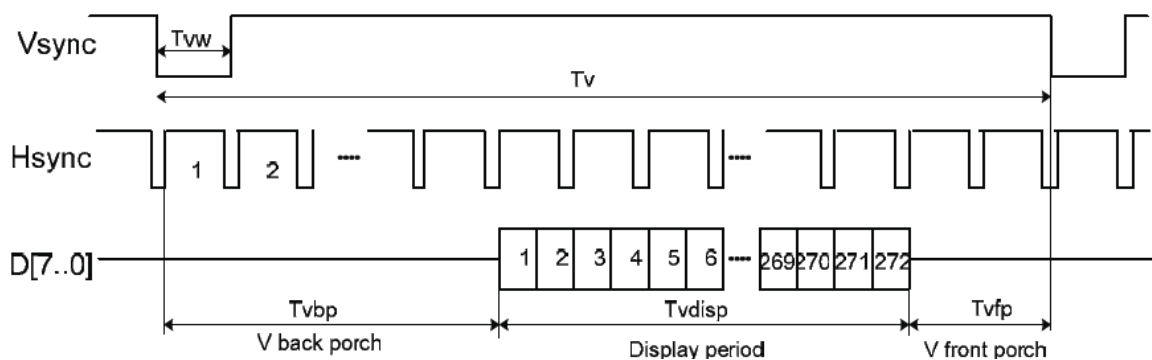 Vsync
Tvw
Tv
Hsync
1 2 ---- ----
D[7..0]
1 2 3 4 5 6 ---- 269 270 271 272
Tvbp Tvdisp Tvfp
V back porch Display period V front porch